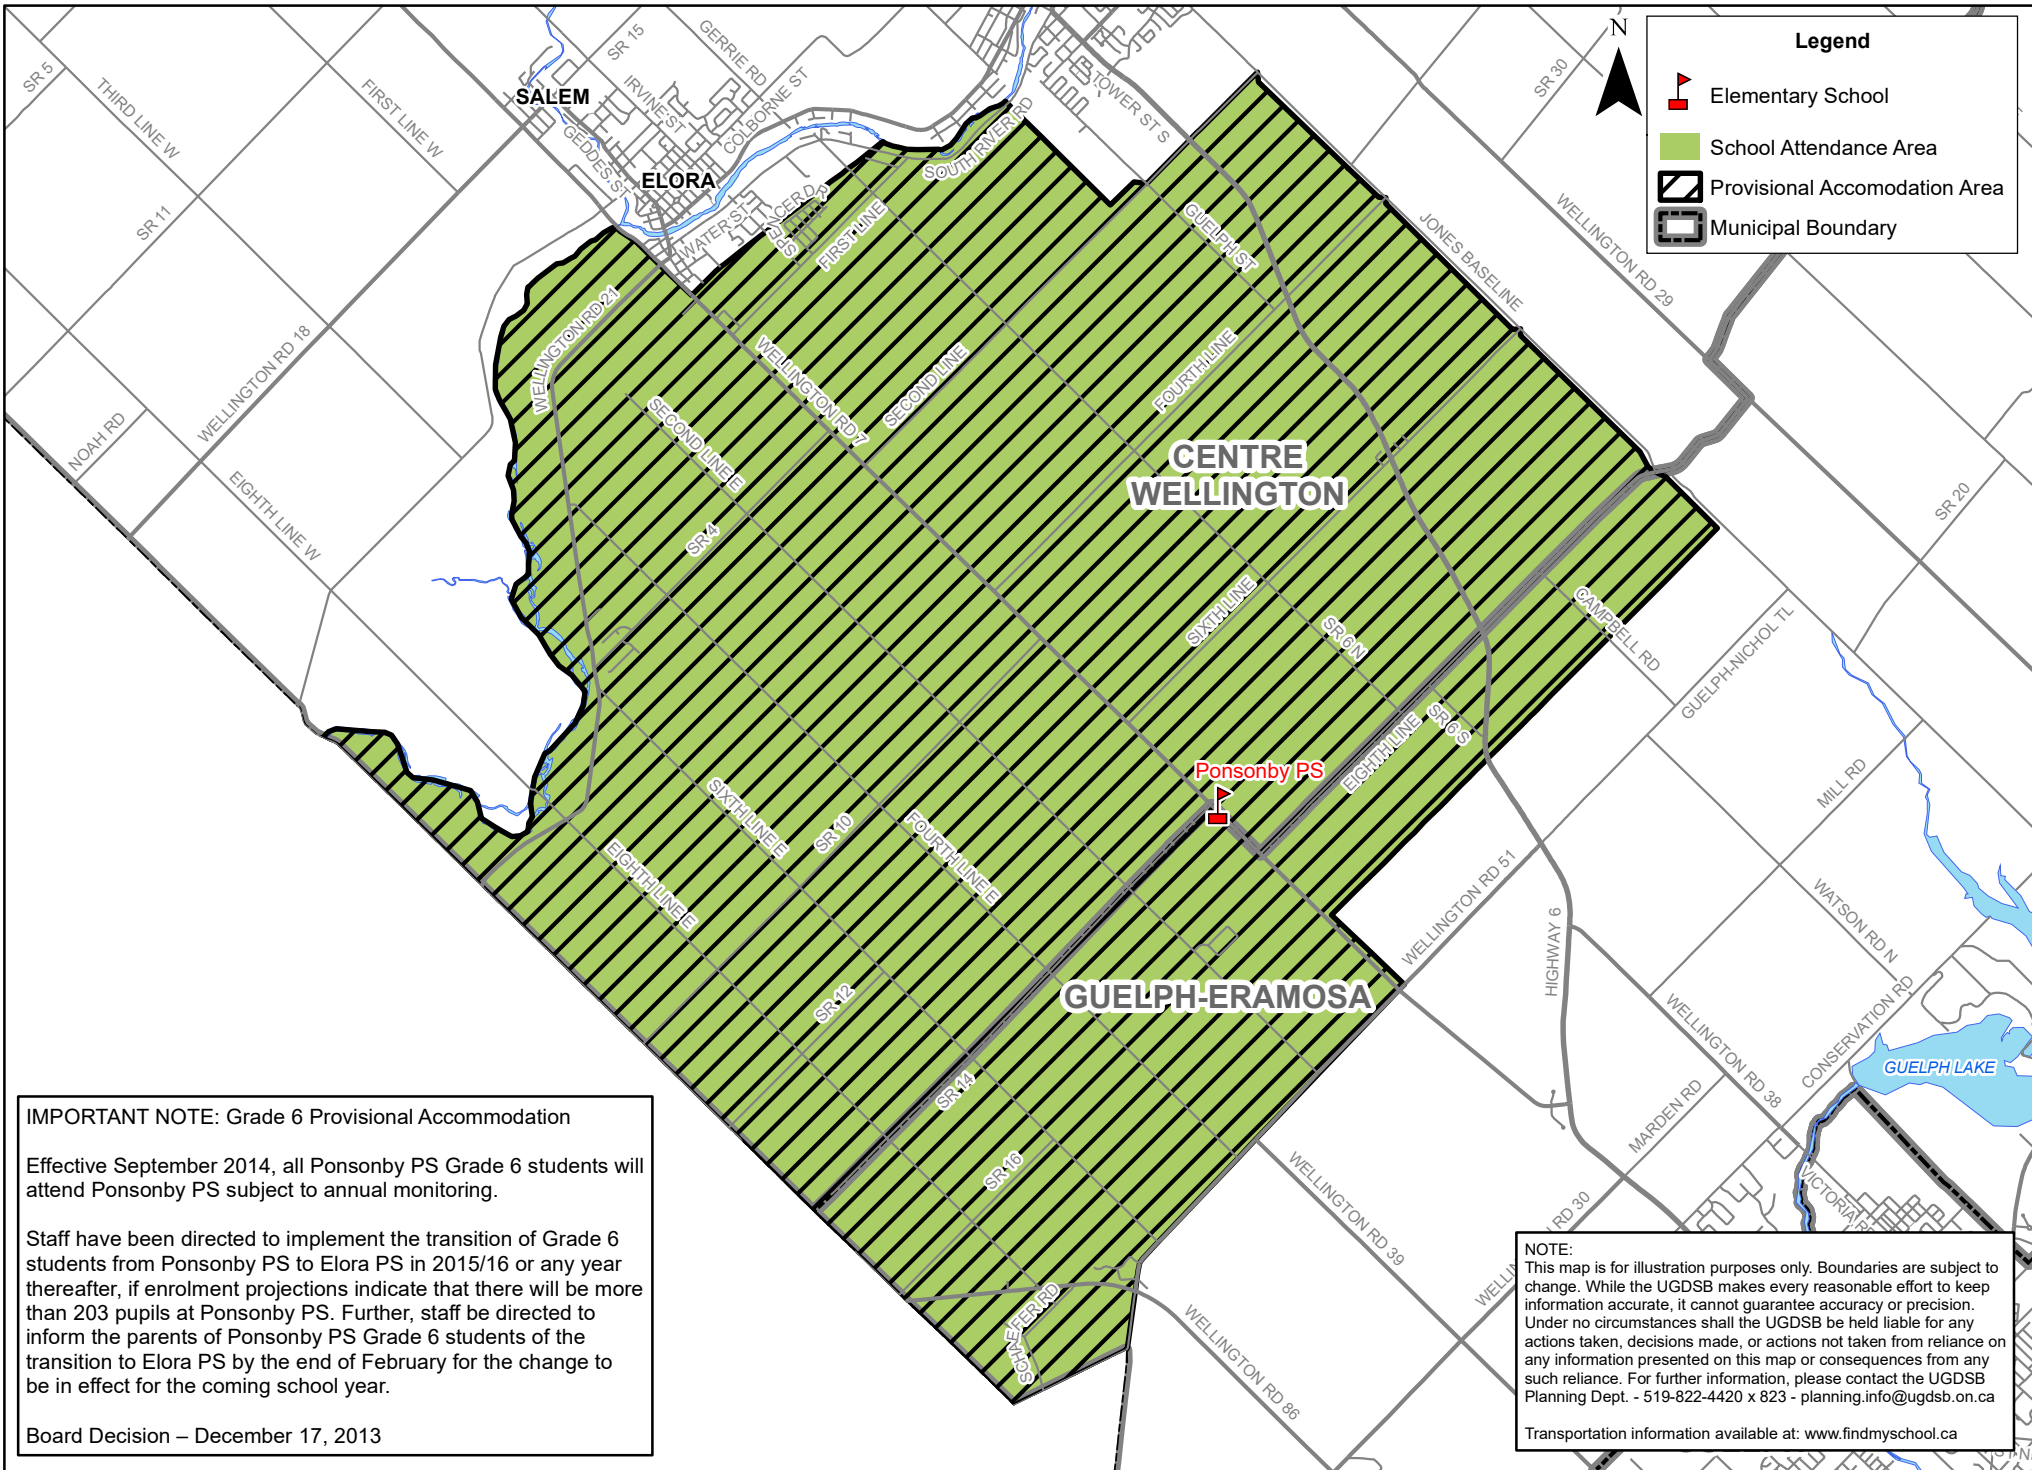 SR 5
THIRD LINE W
FIRST LINE W
SR 11
SR 15
GERRIE RD
IRVINE ST
COLBORNE ST
SALEM
GEDDES ST
ELORA
WATER ST
SPENCER DR
FIRST LINE
SOUTH RIVER RD
TOWER ST S
SR 30
N
Legend
Elementary School
School Attendance Area
Provisional Accomodation Area
Municipal Boundary
GUELPH ST
JONES BASELINE
WELLINGTON RD 29
WELLINGTON RD 18
WELLINGTON RD 21
NOAH RD
EIGHTH LINE W
SECOND LINE E
WELLINGTON RD 7
SECOND LINE
FOURTH LINE
CENTRE
WELLINGTON
SR 20
SR 4
SIXTH LINE
SR 6 N
CAMPBELL RD
GUELPH-NICHOL TL
SR 6 S
EIGHTH LINE
Ponsonby PS
MILL RD
SIXTH LINE E
SR 10
FOURTH LINE E
EIGHTH LINE E
WELLINGTON RD 51
HIGHWAY 6
WATSON RD N
SR 12
GUELPH-ERAMOSA
WELLINGTON RD 38
CONSERVATION RD
GUELPH LAKE
SR 14
MARDEN RD
SR 16
WELLINGTON RD 39
WELLINGTON RD 30
VICTORIA RD
SCHAEFER RD
WELLINGTON RD 86
IMPORTANT NOTE: Grade 6 Provisional Accommodation
Effective September 2014, all Ponsonby PS Grade 6 students will
attend Ponsonby PS subject to annual monitoring.
Staff have been directed to implement the transition of Grade 6
students from Ponsonby PS to Elora PS in 2015/16 or any year
thereafter, if enrolment projections indicate that there will be more
than 203 pupils at Ponsonby PS. Further, staff be directed to
inform the parents of Ponsonby PS Grade 6 students of the
transition to Elora PS by the end of February for the change to
be in effect for the coming school year.
Board Decision – December 17, 2013
NOTE:
This map is for illustration purposes only. Boundaries are subject to
change. While the UGDSB makes every reasonable effort to keep
information accurate, it cannot guarantee accuracy or precision.
Under no circumstances shall the UGDSB be held liable for any
actions taken, decisions made, or actions not taken from reliance on
any information presented on this map or consequences from any
such reliance. For further information, please contact the UGDSB
Planning Dept. - 519-822-4420 x 823 - planning.info@ugdsb.on.ca
Transportation information available at: www.findmyschool.ca